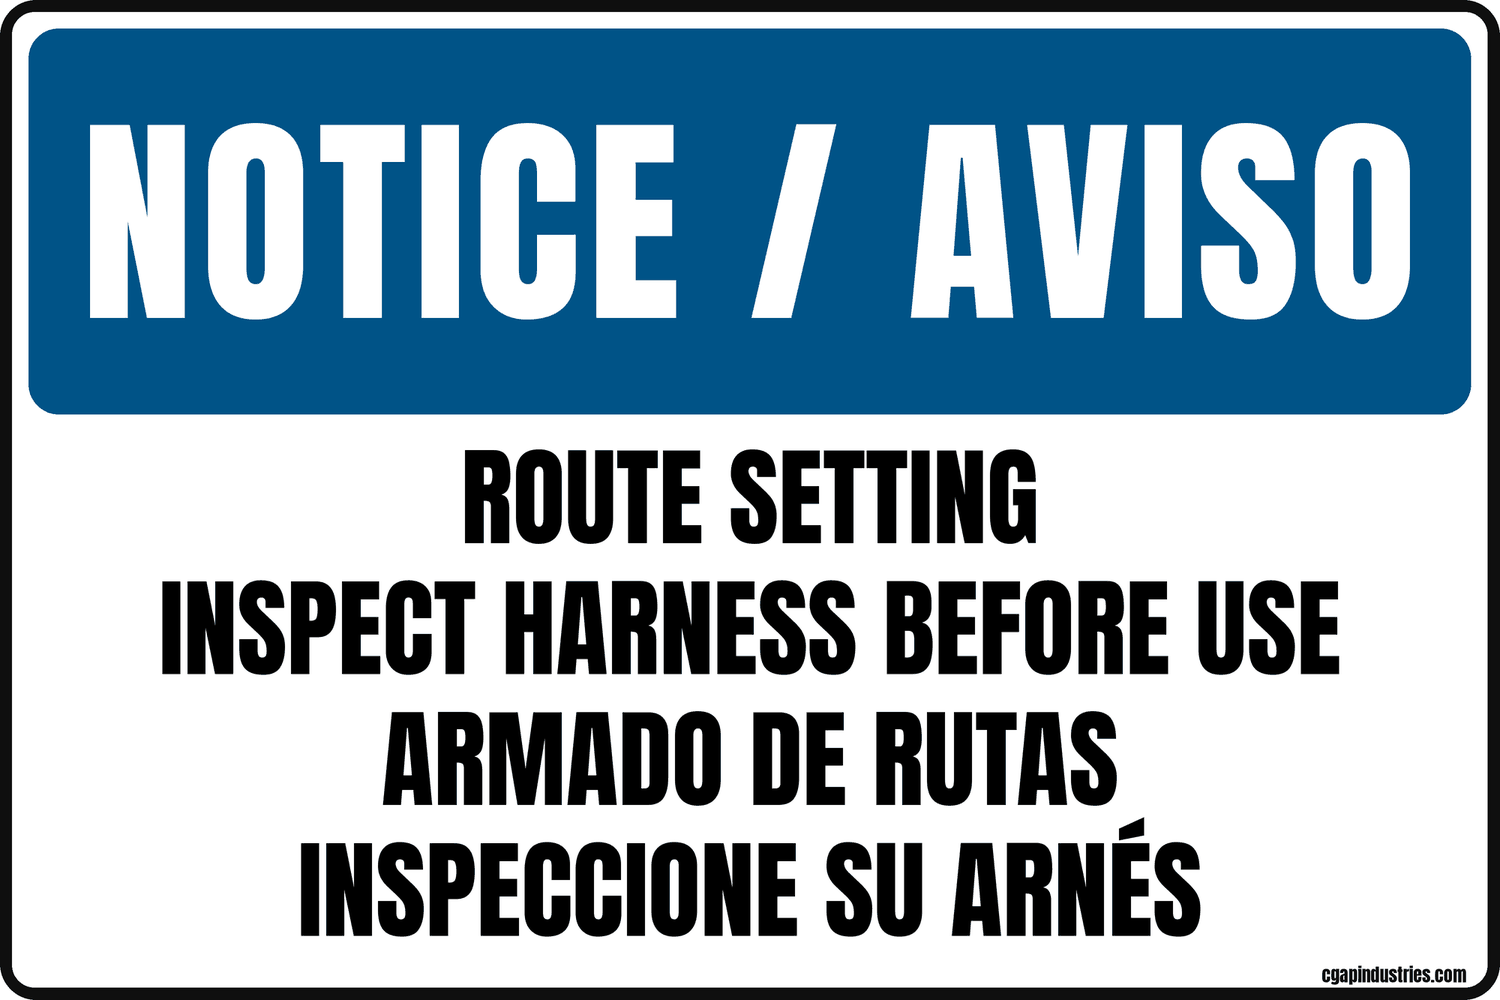 NOTICE / AVISO
ROUTE SETTING
INSPECT HARNESS BEFORE USE
ARMADO DE RUTAS
INSPECCIONE SU ARNÉS
cgapindustries.com